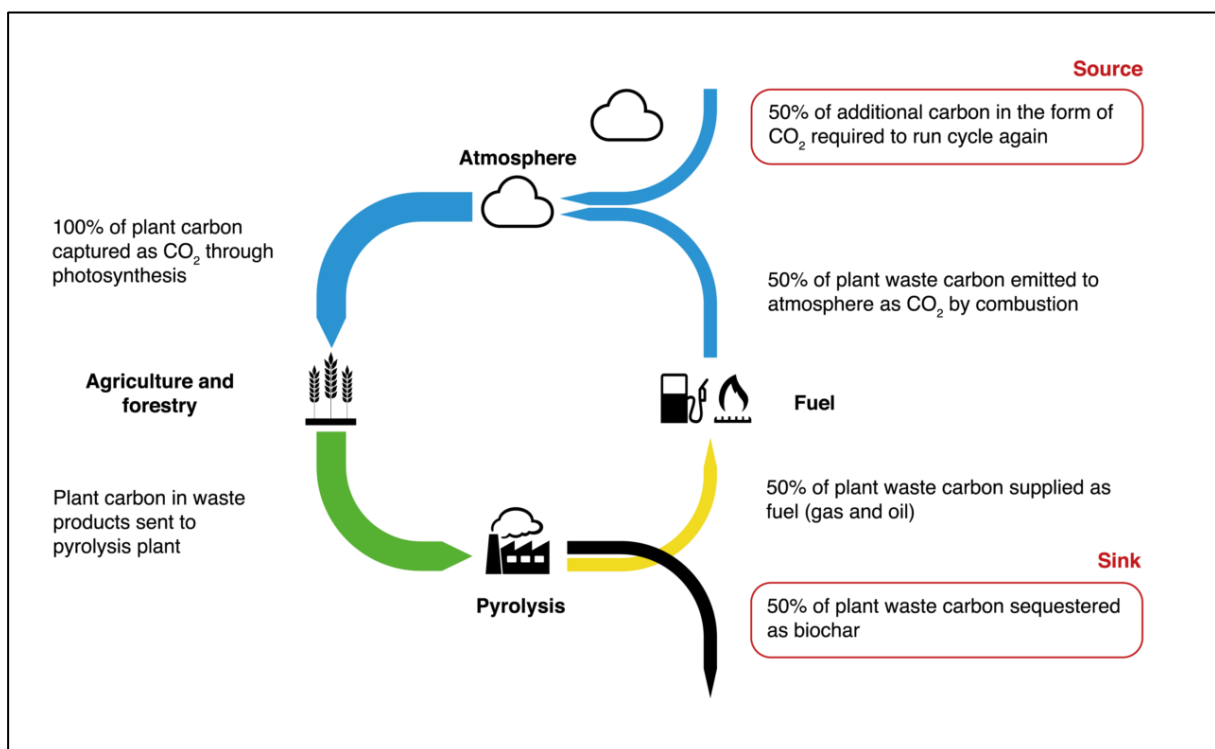 Source
50% of additional carbon in the form of
CO₂ required to run cycle again
Atmosphere
100% of plant carbon
captured as CO₂ through
photosynthesis
50% of plant waste carbon emitted to
atmosphere as CO₂ by combustion
Agriculture and
forestry
Fuel
Plant carbon in waste
products sent to
pyrolysis plant
50% of plant waste carbon supplied as
fuel (gas and oil)
Sink
Pyrolysis
50% of plant waste carbon sequestered
as biochar